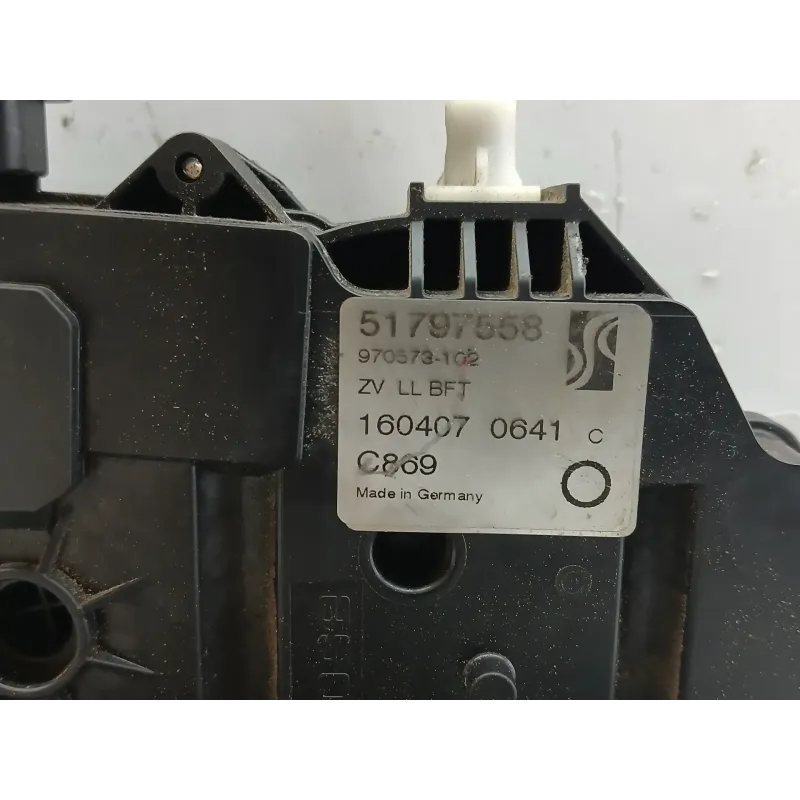 51797558
970573-102
ZV LL BFT
160407 0641 C
C869
Made in Germany